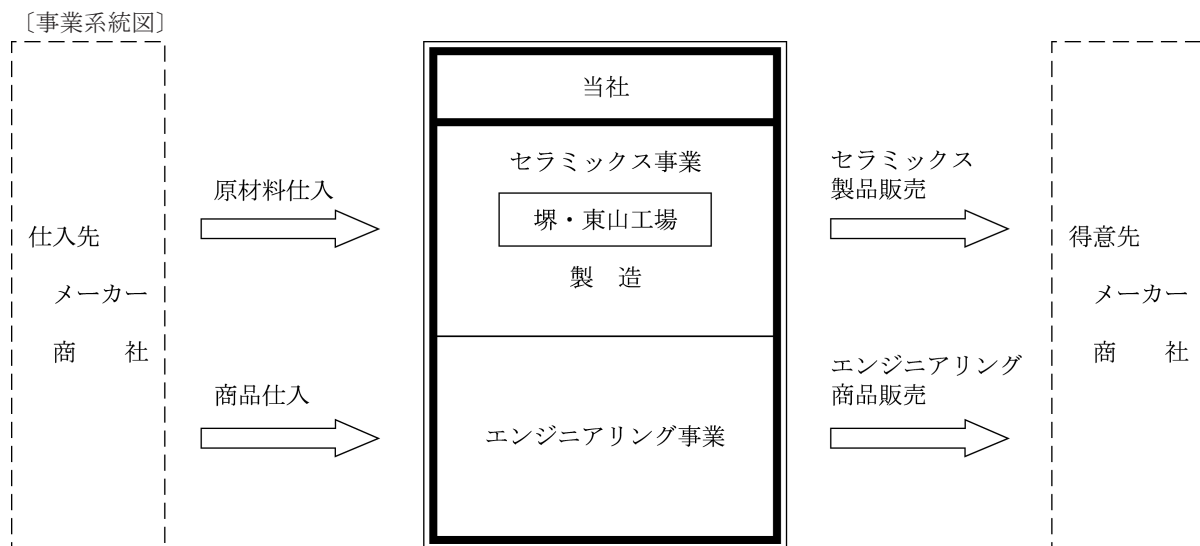 〔事業系統図〕
仕入先
メーカー
商　　社
原材料仕入
商品仕入
当社
セラミックス事業
堺・東山工場
製　造
エンジニアリング事業
セラミックス
製品販売
エンジニアリング
商品販売
得意先
メーカー
商　　社